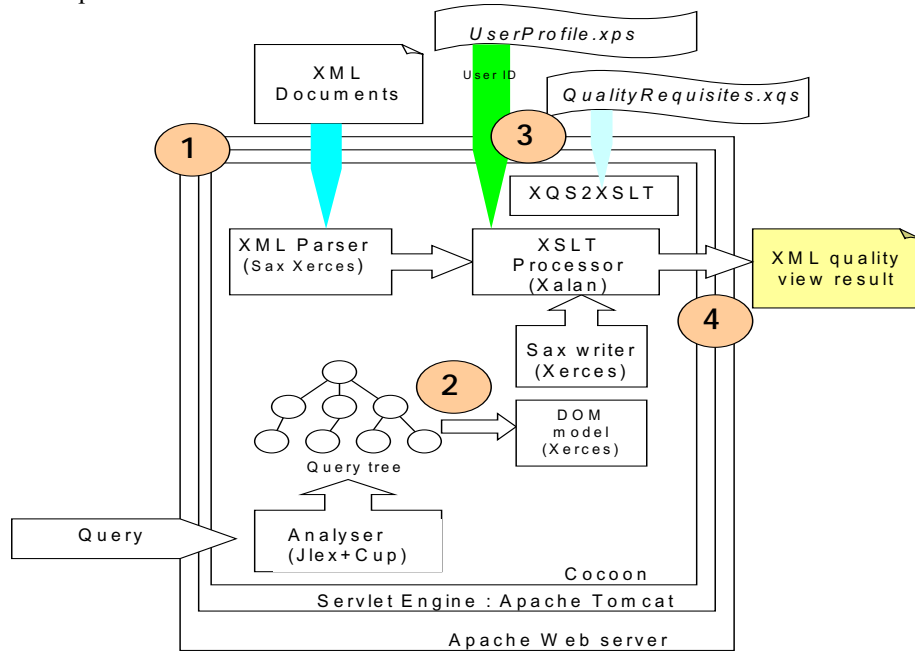 UserProfile.xps
XML
Documents
User ID
QualityRequisites.xqs
1
3
XQS2XSLT
XML Parser
(Sax Xerces)
XSLT
Processor
(Xalan)
XML quality
view result
4
Sax writer
(Xerces)
2
DOM
model
(Xerces)
Query tree
Query
Analyser
(Jlex+Cup)
Cocoon
Servlet Engine : Apache Tomcat
Apache Web server